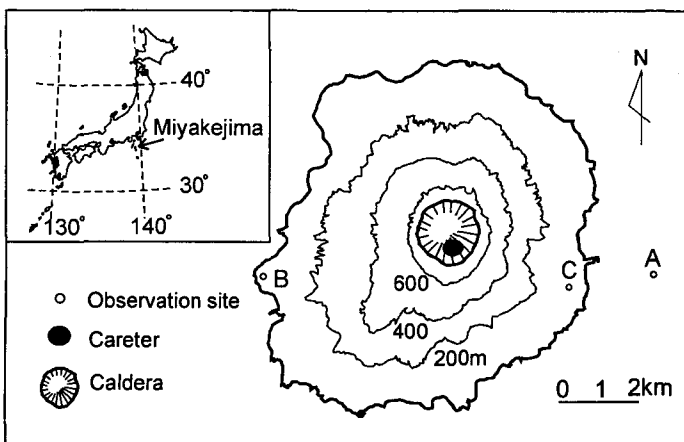 40°
Miyakejima
30°
130° 140°
N
A
B
C
600
400
200m
Observation site
Careter
Caldera
0 1 2km